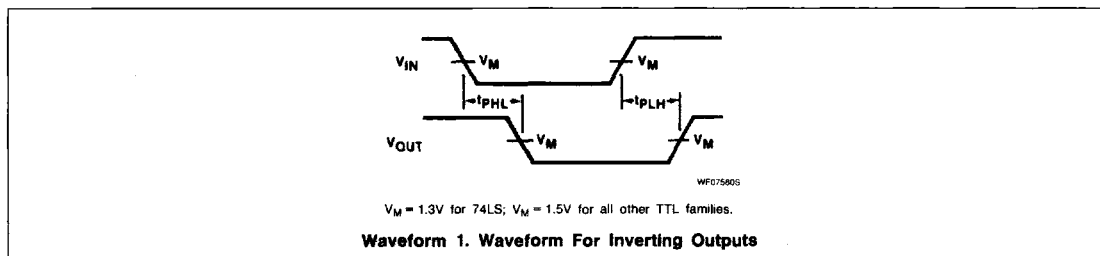 VIN VM VM
tPHL tPLH
VOUT VM VM
WF07580S
VM = 1.3V for 74LS; VM = 1.5V for all other TTL families.
Waveform 1. Waveform For Inverting Outputs